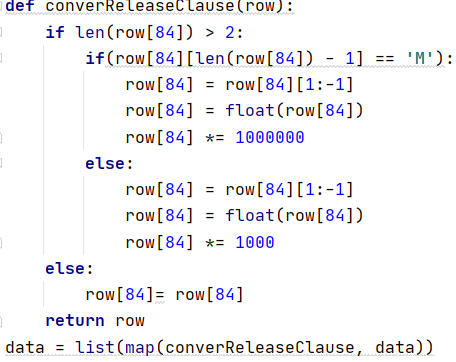 def converReleaseClause(row):
    if len(row[84]) > 2:
        if(row[84][len(row[84]) - 1] == 'M'):
            row[84] = row[84][1:-1]
            row[84] = float(row[84])
            row[84] *= 1000000
        else:
            row[84] = row[84][1:-1]
            row[84] = float(row[84])
            row[84] *= 1000
    else:
        row[84]= row[84]
    return row
data = list(map(converReleaseClause, data))